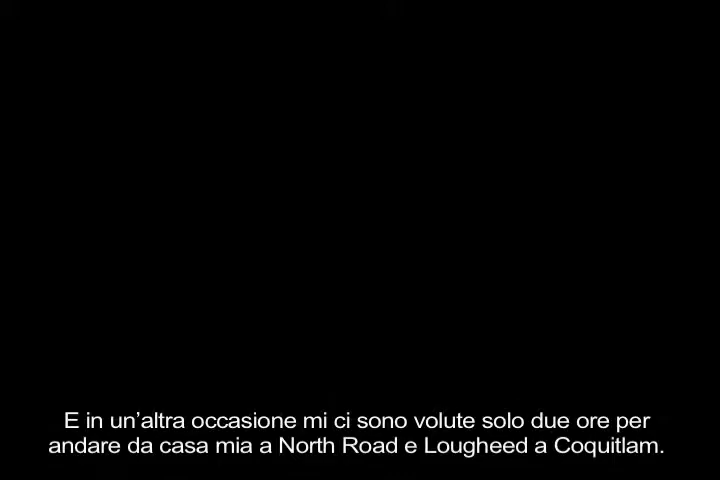 E in un’altra occasione mi ci sono volute solo due ore per
andare da casa mia a North Road e Lougheed a Coquitlam.